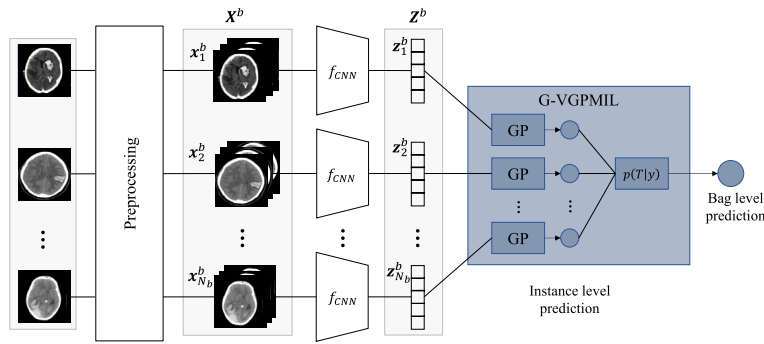 X^b
Z^b
x_1^b
f_CNN
z_1^b
G-VGPMIL
GP
Preprocessing
x_2^b
f_CNN
z_2^b
GP
p(T|y)
Bag level
prediction
...
...
...
...
...
...
GP
x_{N_b}^b
f_CNN
z_{N_b}^b
Instance level
prediction